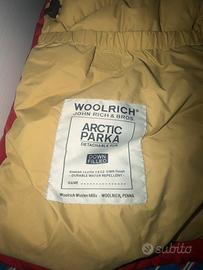 WOOLRICH®
JOHN RICH & BROS
ARCTIC
PARKA
DETACHABLE FUR
DOWN
FILLED
DURABLE WATER REPELLENT
NAME
Woolrich Woolen Mills • WOOLRICH, PENNA
subito